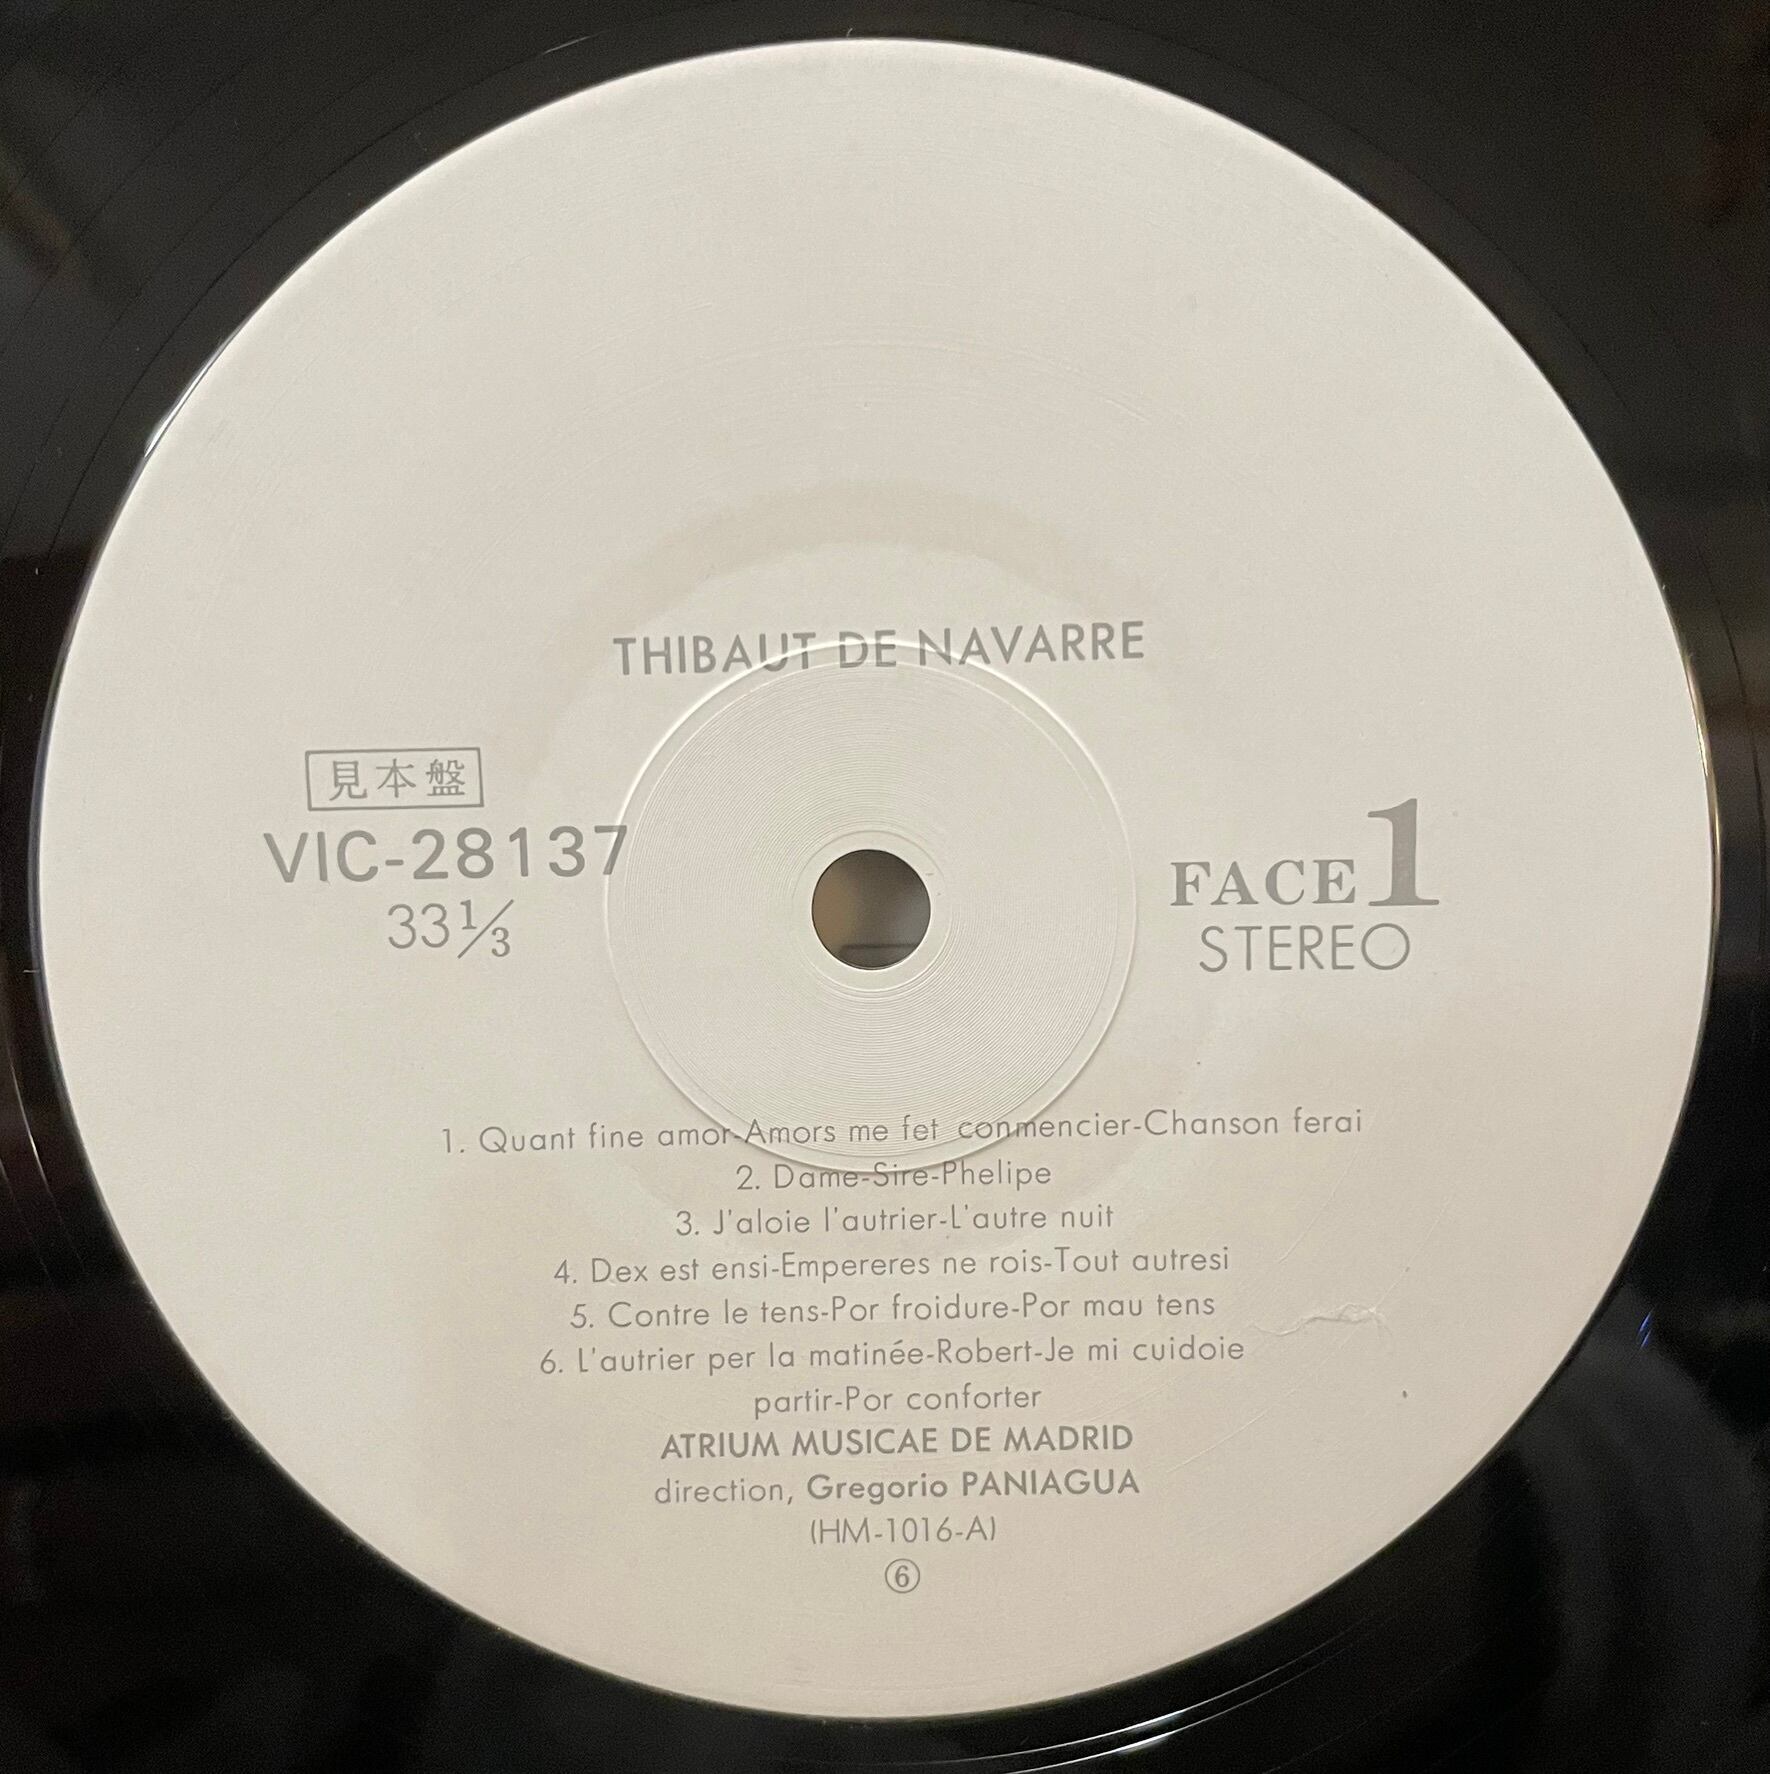 THIBAUT DE NAVARRE
見本盤
VIC-28137
33 1/3
FACE 1
STEREO
1. Quant fine amor-Amors me fet conmencier-Chanson ferai
2. Dame-Sire-Phelipe
3. J'aloie l'autrier-L'autre nuit
4. Dex est ensi-Empereres ne rois-Tout autresi
5. Contre le tens-Por froidure-Por mau tens
6. L'autrier per la matinée-Robert-Je mi cuidoie
partir-Por conforter
ATRIUM MUSICAE DE MADRID
direction, Gregorio PANIAGUA
(HM-1016-A)
⑥